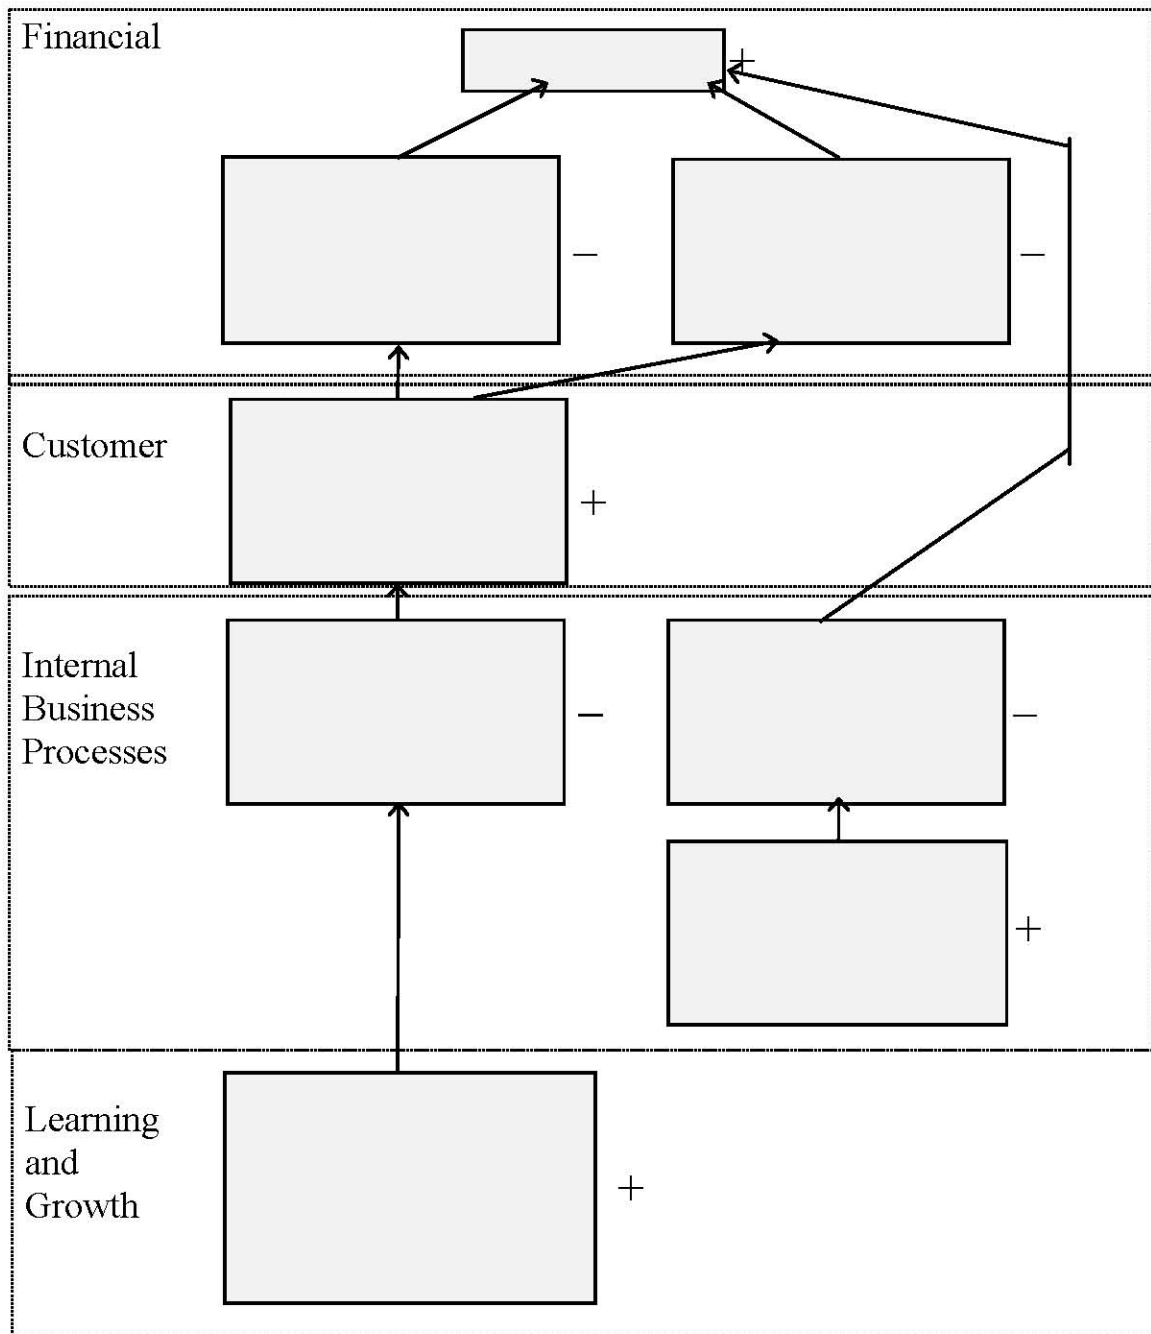 Financial
+
−
−
Customer
+
Internal
Business
Processes
−
−
+
Learning
and
Growth
+